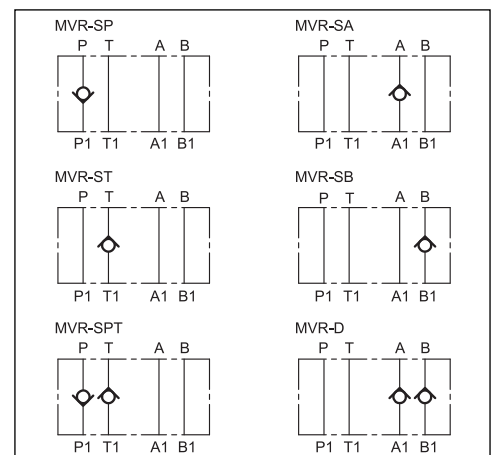 MVR-SP
P T A B
P1 T1 A1 B1
MVR-SA
P T A B
P1 T1 A1 B1
MVR-ST
P T A B
P1 T1 A1 B1
MVR-SB
P T A B
P1 T1 A1 B1
MVR-SPT
P T A B
P1 T1 A1 B1
MVR-D
P T A B
P1 T1 A1 B1